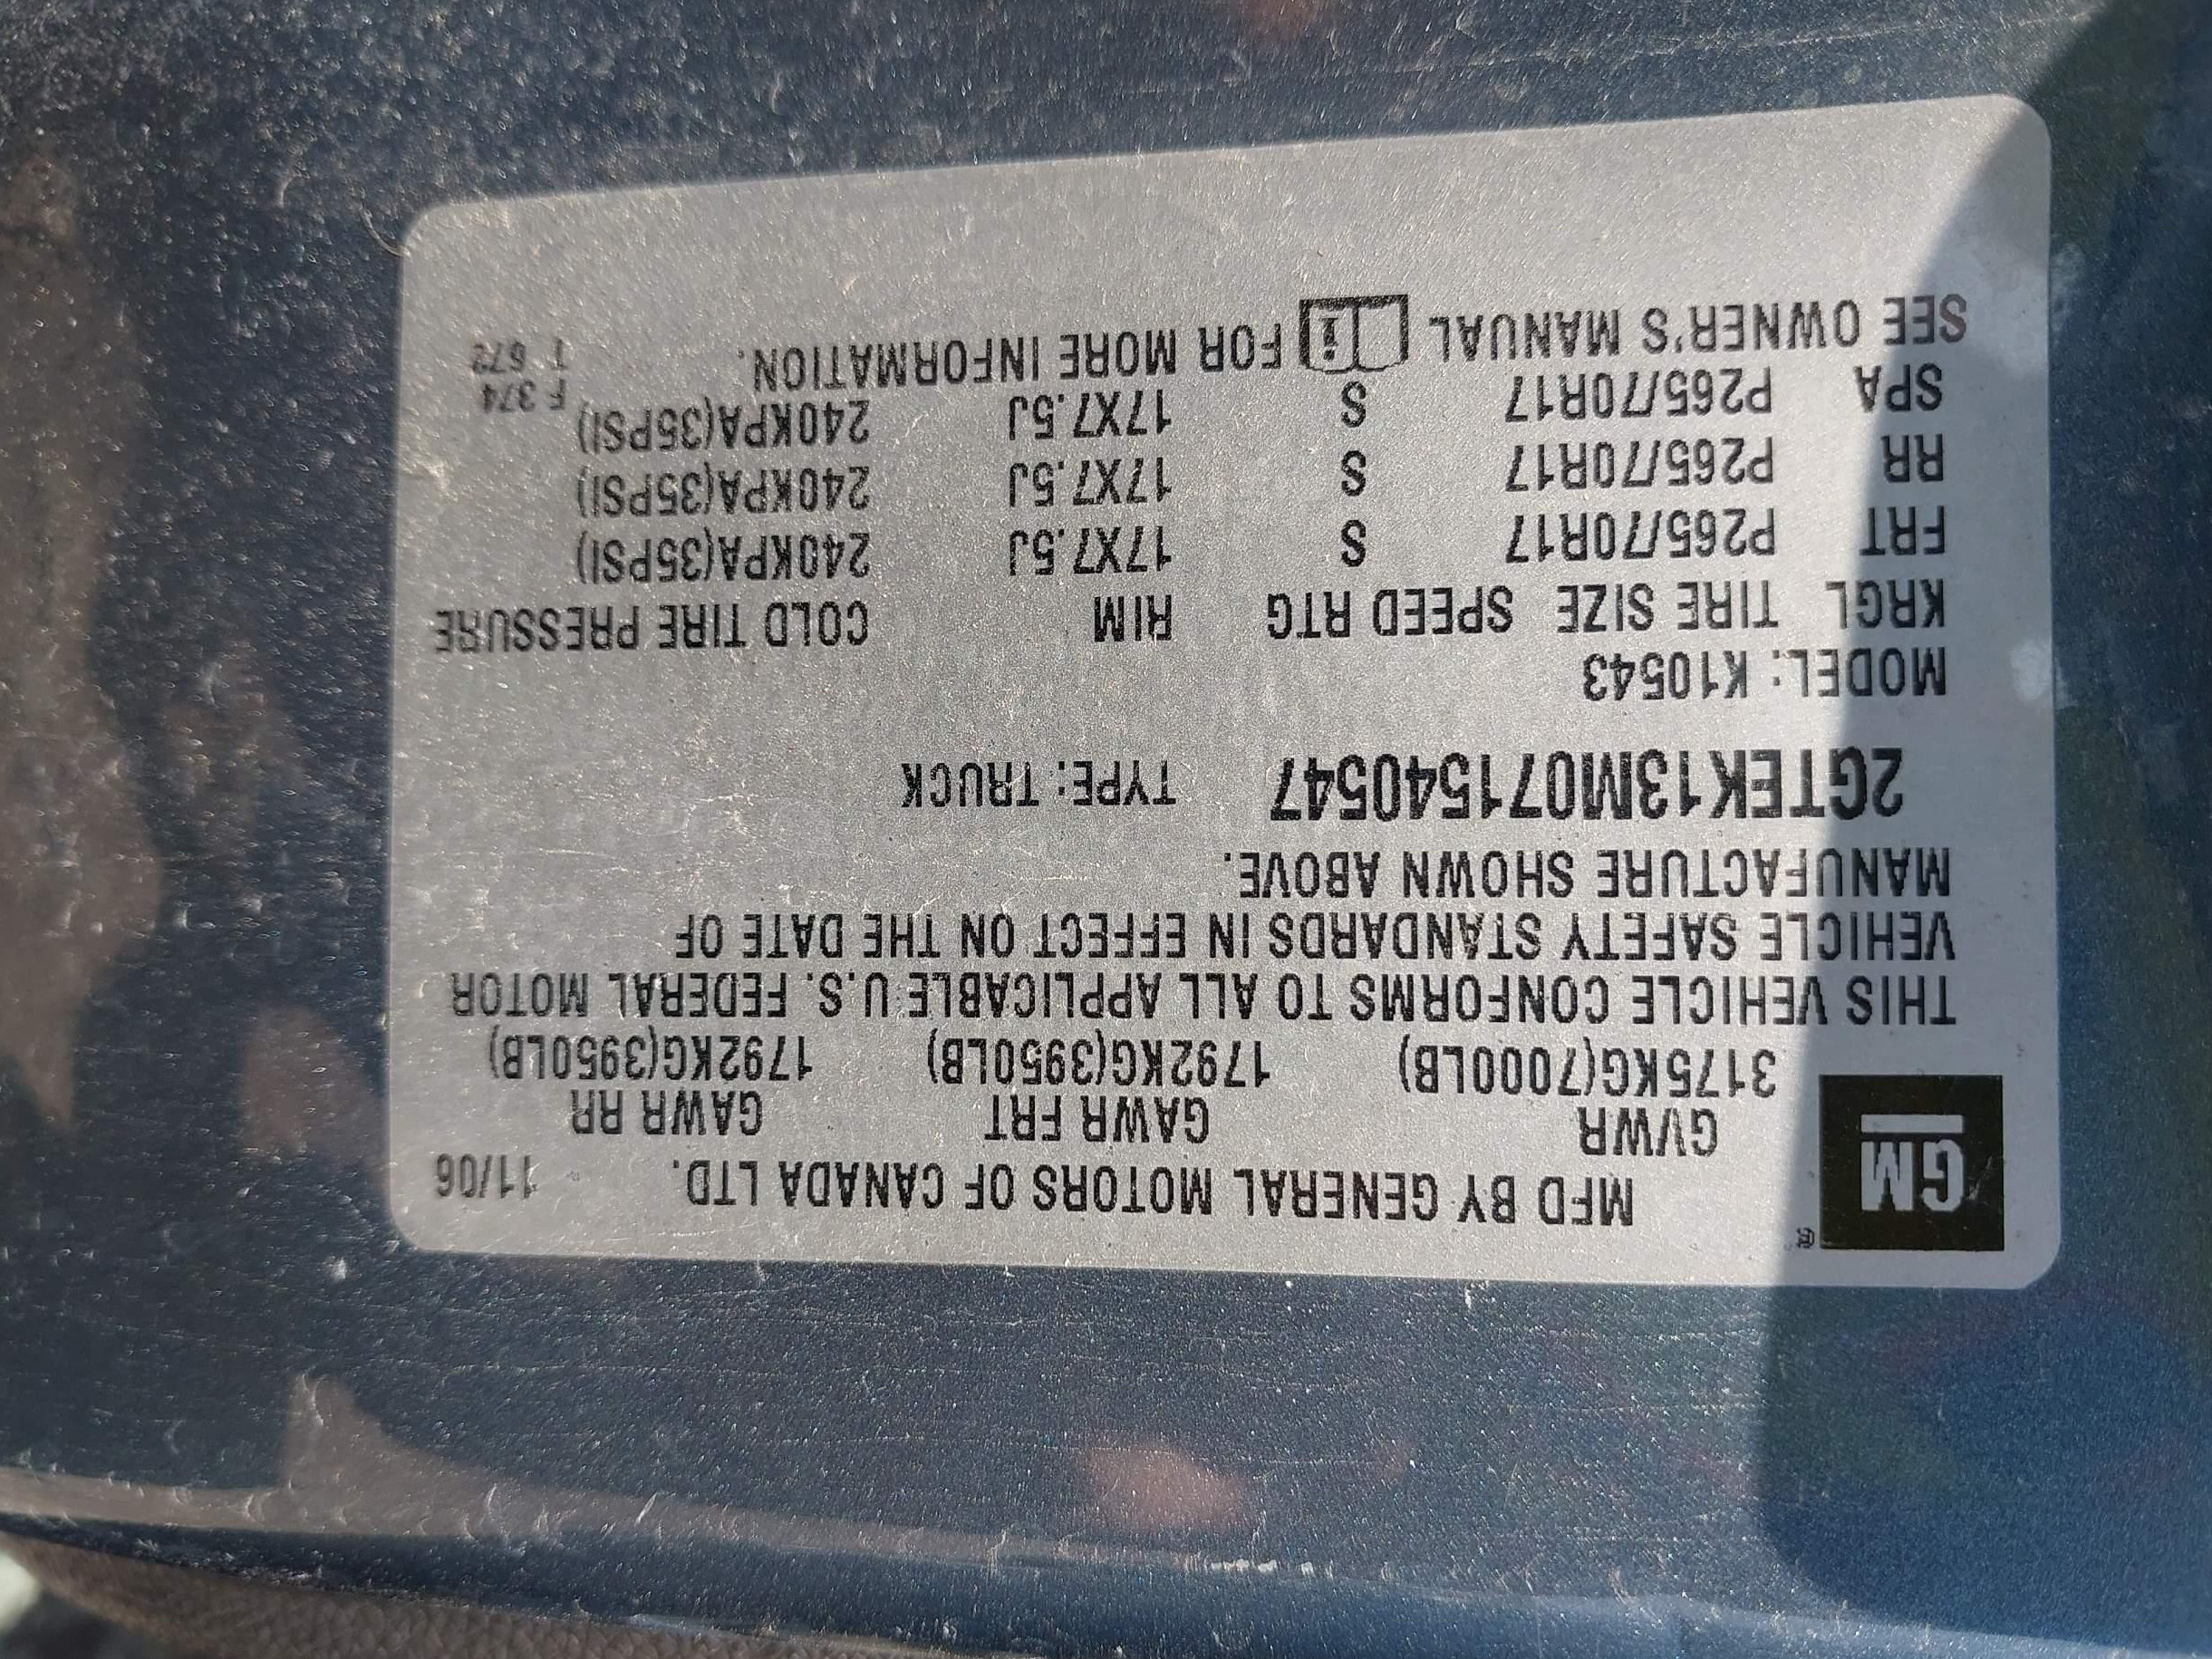 GM ®
MFD BY GENERAL MOTORS OF CANADA LTD. 11/06
GVWR GAWR FRT GAWR RR
3175KG(7000LB) 1792KG(3950LB) 1792KG(3950LB)
THIS VEHICLE CONFORMS TO ALL APPLICABLE U.S. FEDERAL MOTOR
VEHICLE SAFETY STANDARDS IN EFFECT ON THE DATE OF
MANUFACTURE SHOWN ABOVE.
2GTEK13M071540547 TYPE: TRUCK
MODEL: K10543
KRGL TIRE SIZE SPEED RTG RIM COLD TIRE PRESSURE
FRT P265/70R17 S 17X7.5J 240KPA(35PSI)
RR P265/70R17 S 17X7.5J 240KPA(35PSI)
SPA P265/70R17 S 17X7.5J 240KPA(35PSI)
SEE OWNER'S MANUAL i FOR MORE INFORMATION.
F 374
T 672